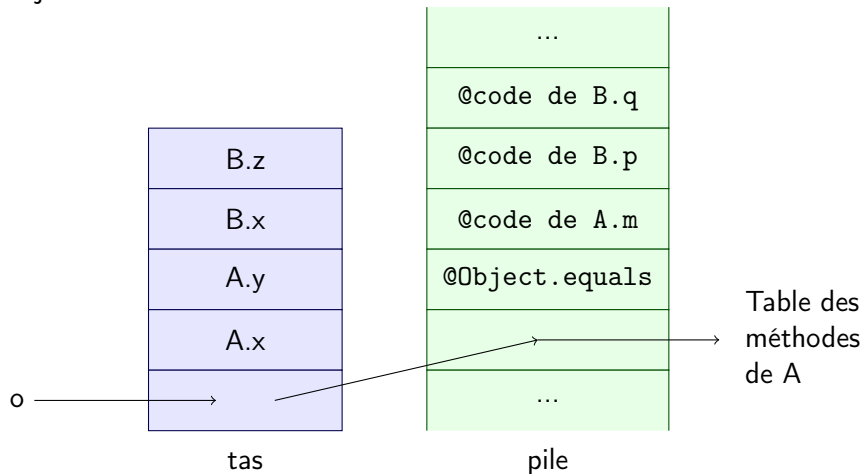 ...
@code de B.q
B.z
@code de B.p
B.x
@code de A.m
A.y
@Object.equals
A.x
Table des
méthodes
de A
o
...
tas
pile